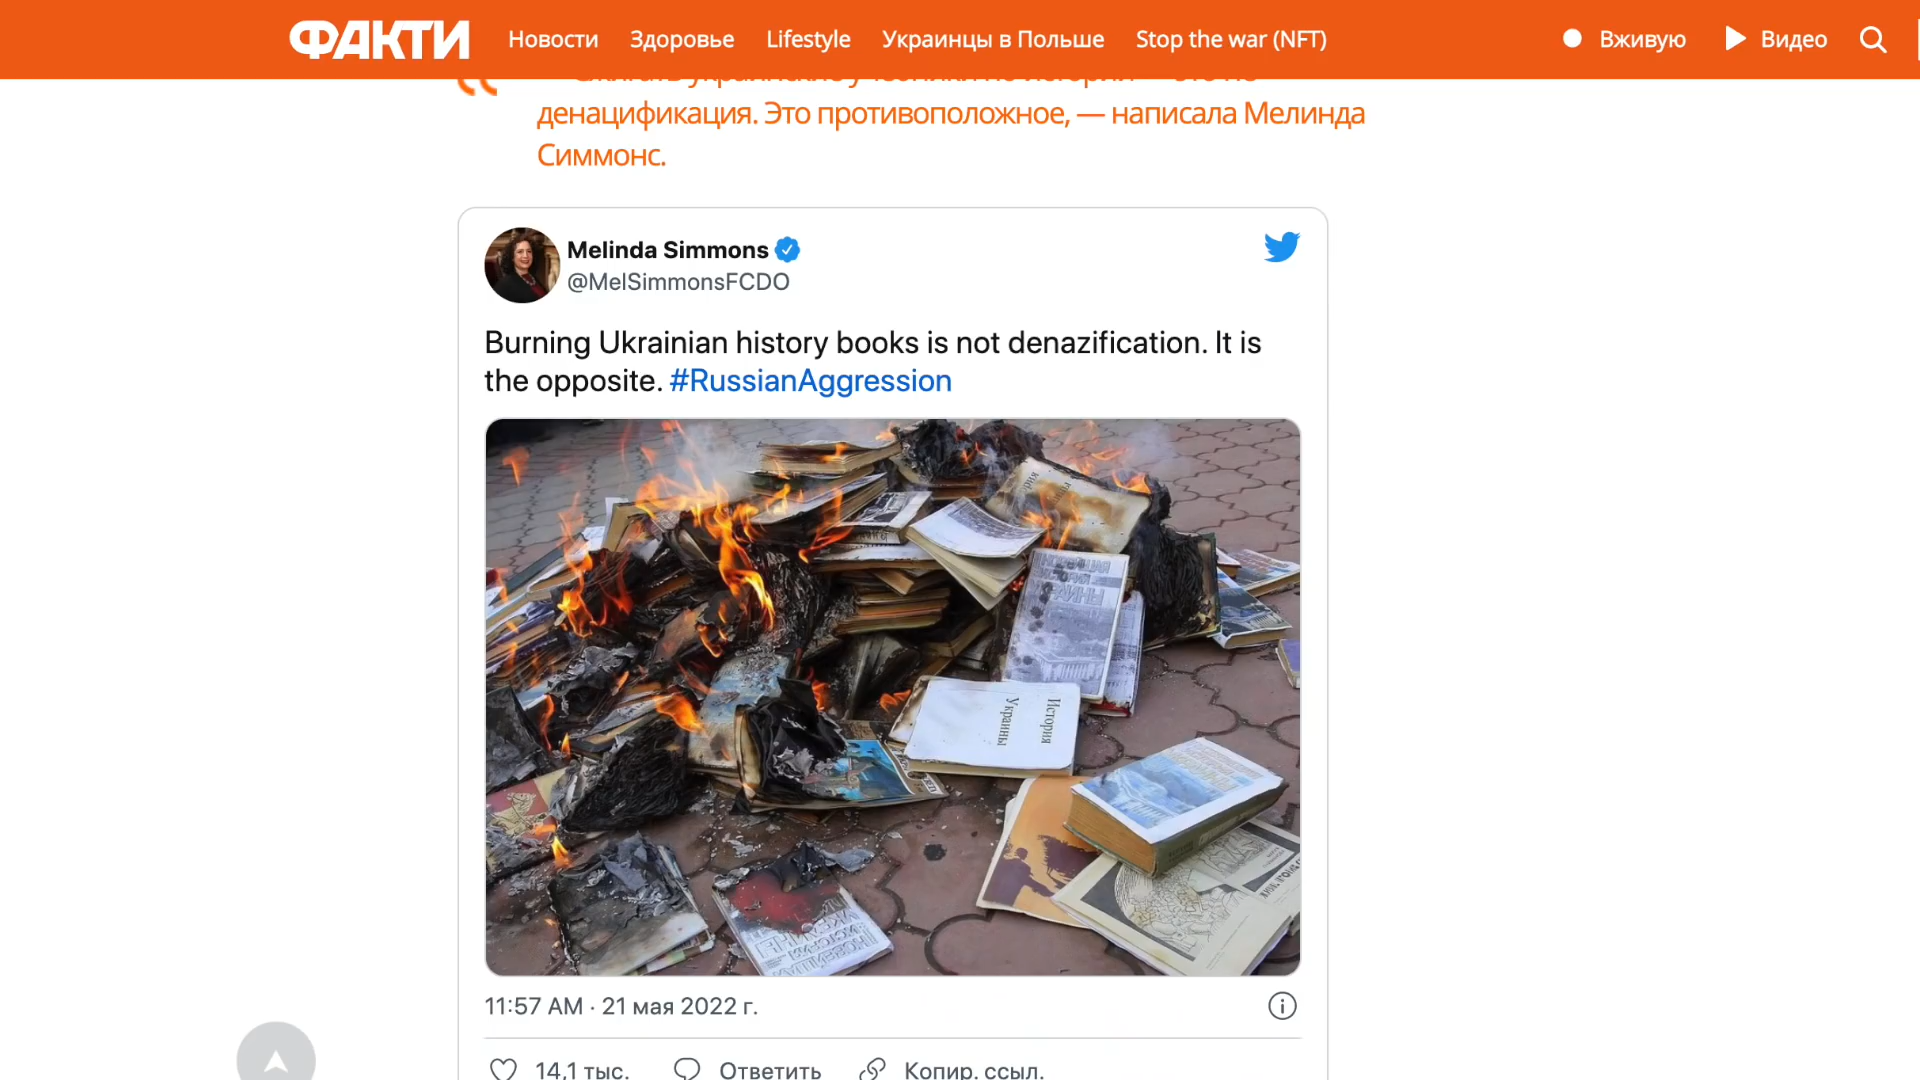 ФАКТИ Новости Здоровье Lifestyle Украинцы в Польше Stop the war (NFT) Вживую Видео
денацификация. Это противоположное, — написала Мелинда
Симмонс.
Melinda Simmons
@MelSimmonsFCDO
Burning Ukrainian history books is not denazification. It is
the opposite. #RussianAggression
История
Украины
11:57 AM · 21 мая 2022 г.
14,1 тыс. Ответить Копир. ссыл.